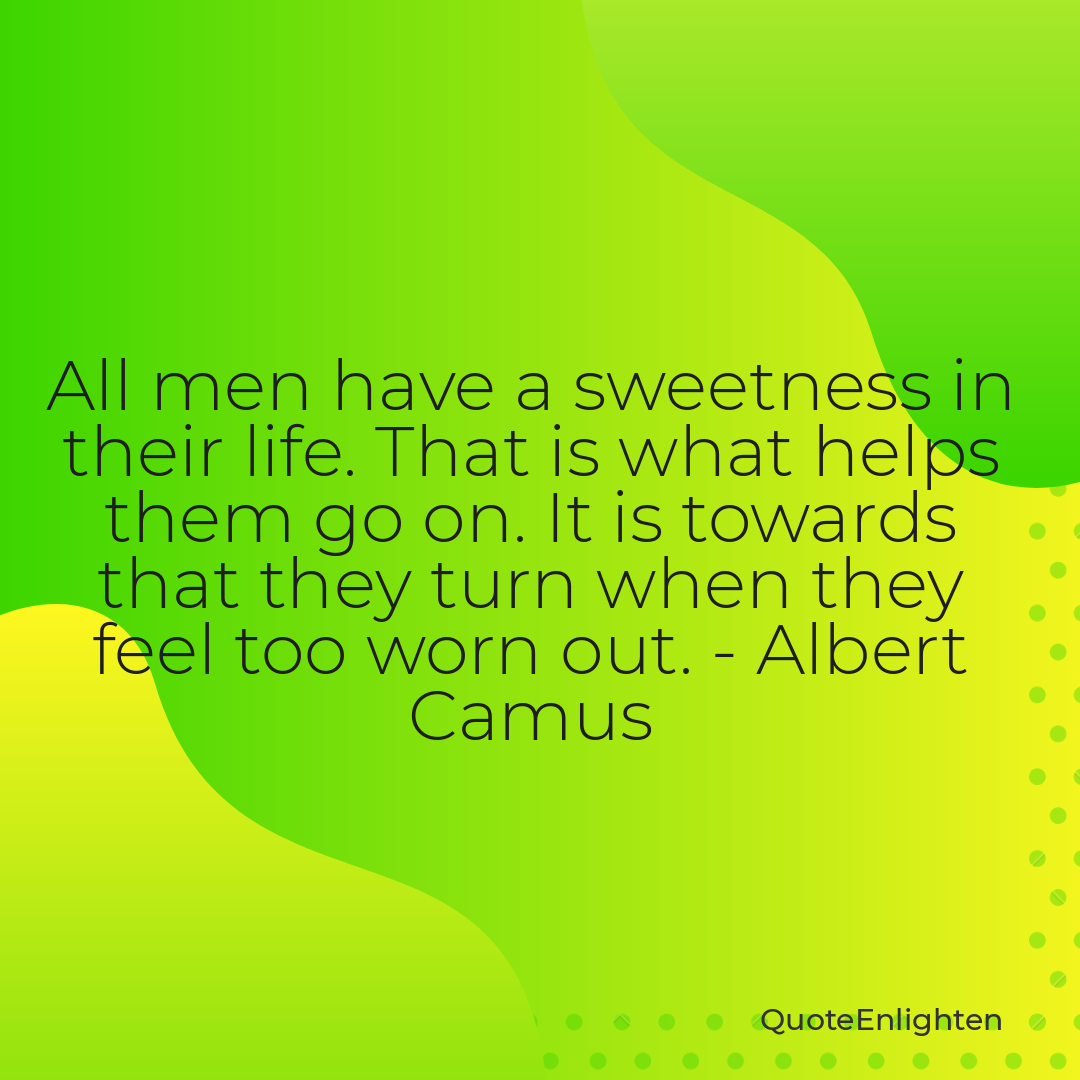 All men have a sweetness in
their life. That is what helps
them go on. It is towards
that they turn when they
feel too worn out. - Albert
Camus
QuoteEnlighten